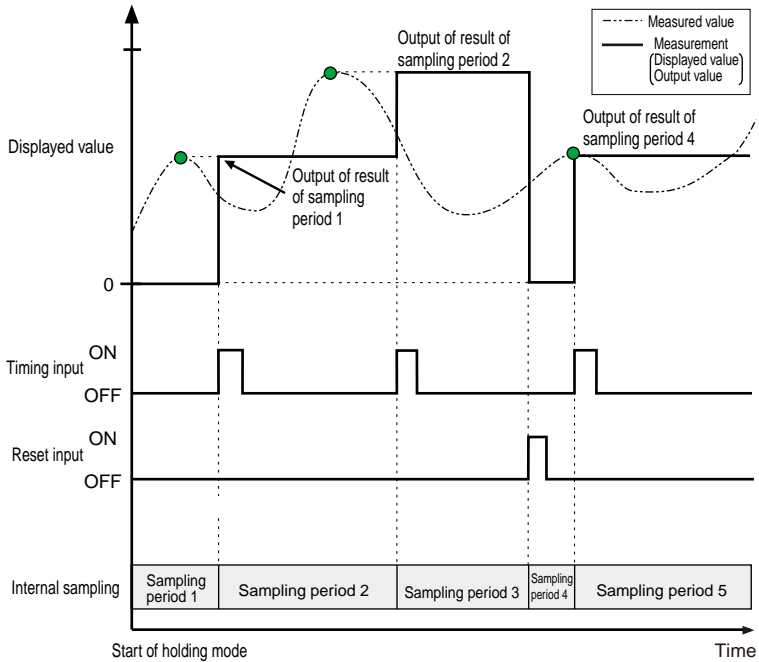 Measured value
Measurement
(Displayed value
Output value)
Output of result of
sampling period 2
Output of result of
sampling period 4
Displayed value
Output of result
of sampling
period 1
0
Timing input
ON
OFF
Reset input
ON
OFF
Internal sampling
Sampling
period 1
Sampling period 2
Sampling period 3
Sampling
period 4
Sampling period 5
Start of holding mode
Time